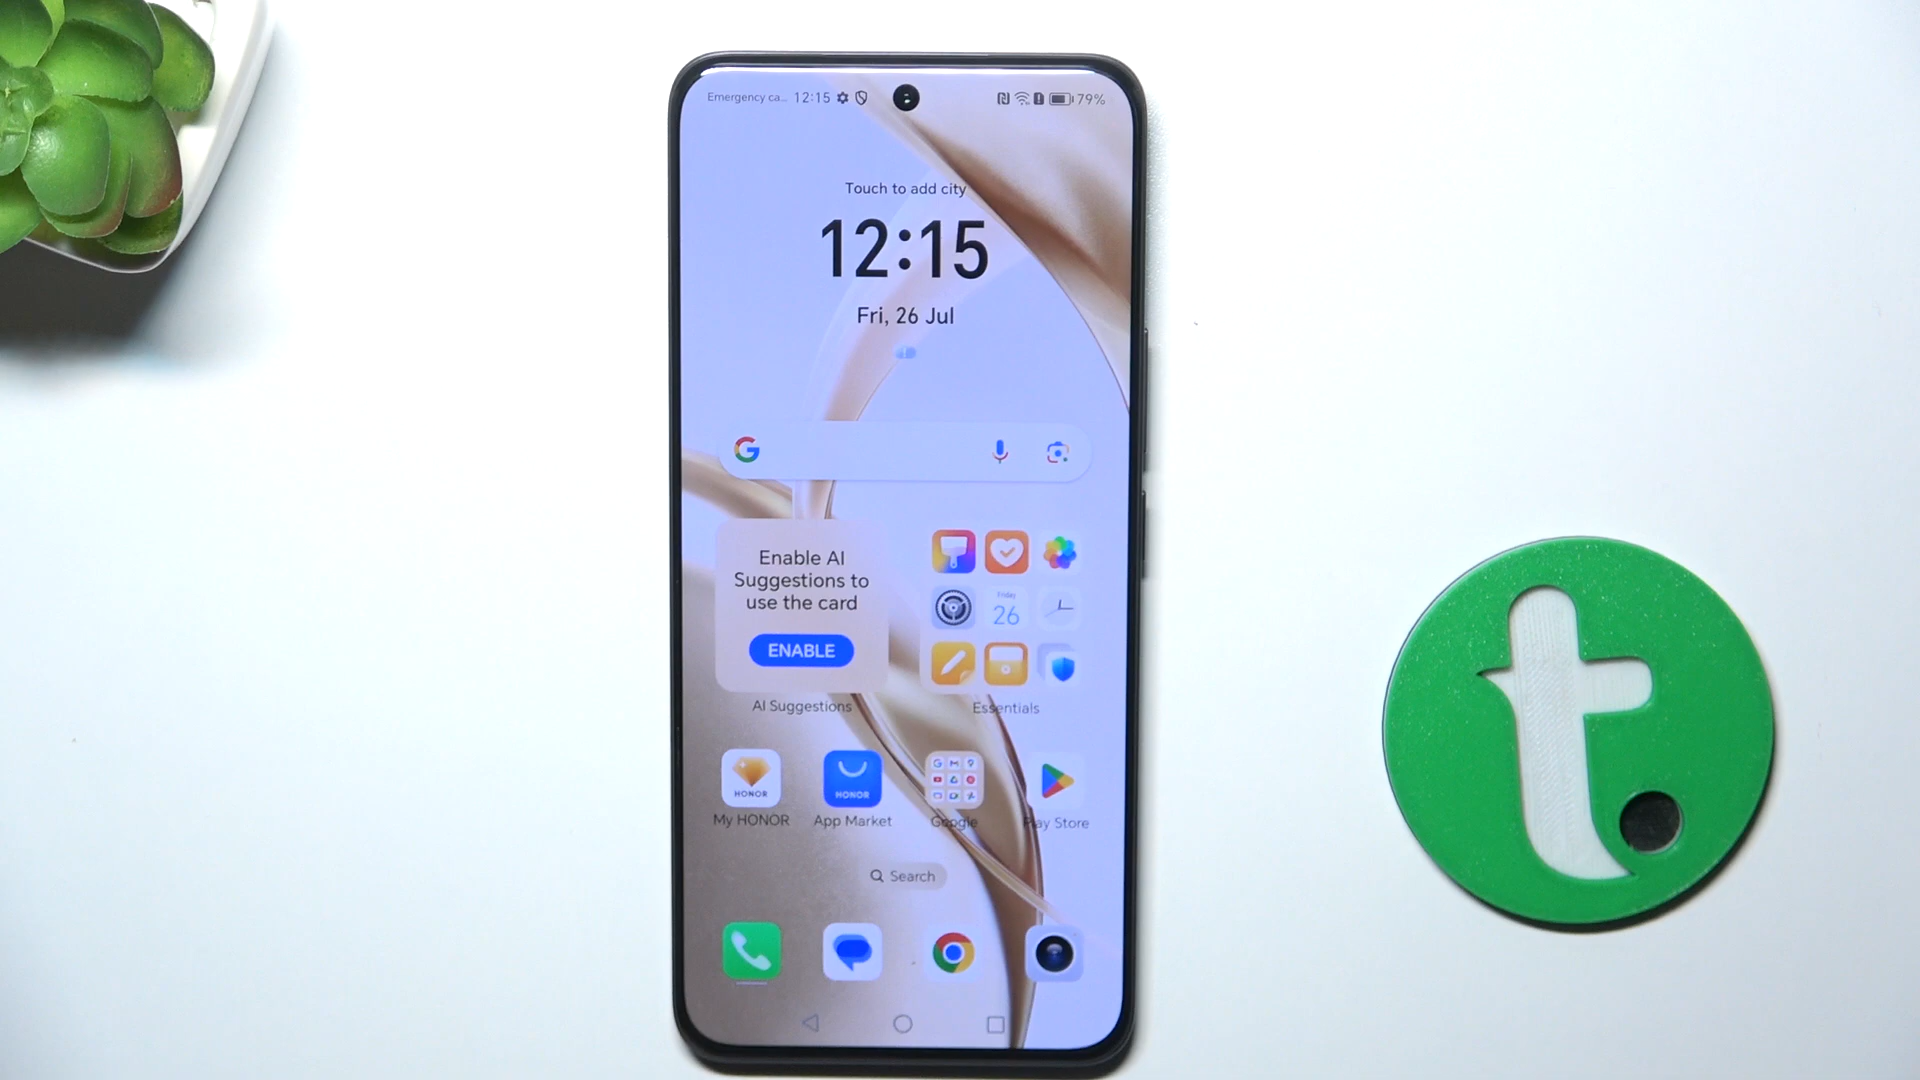 Emergency ca... 12:15 79%
Touch to add city
12:15
Fri, 26 Jul
Enable AI
Suggestions to
use the card
ENABLE
Friday
26
AI Suggestions
Essentials
HONOR
HONOR
My HONOR
App Market
Google
Play Store
Search
t